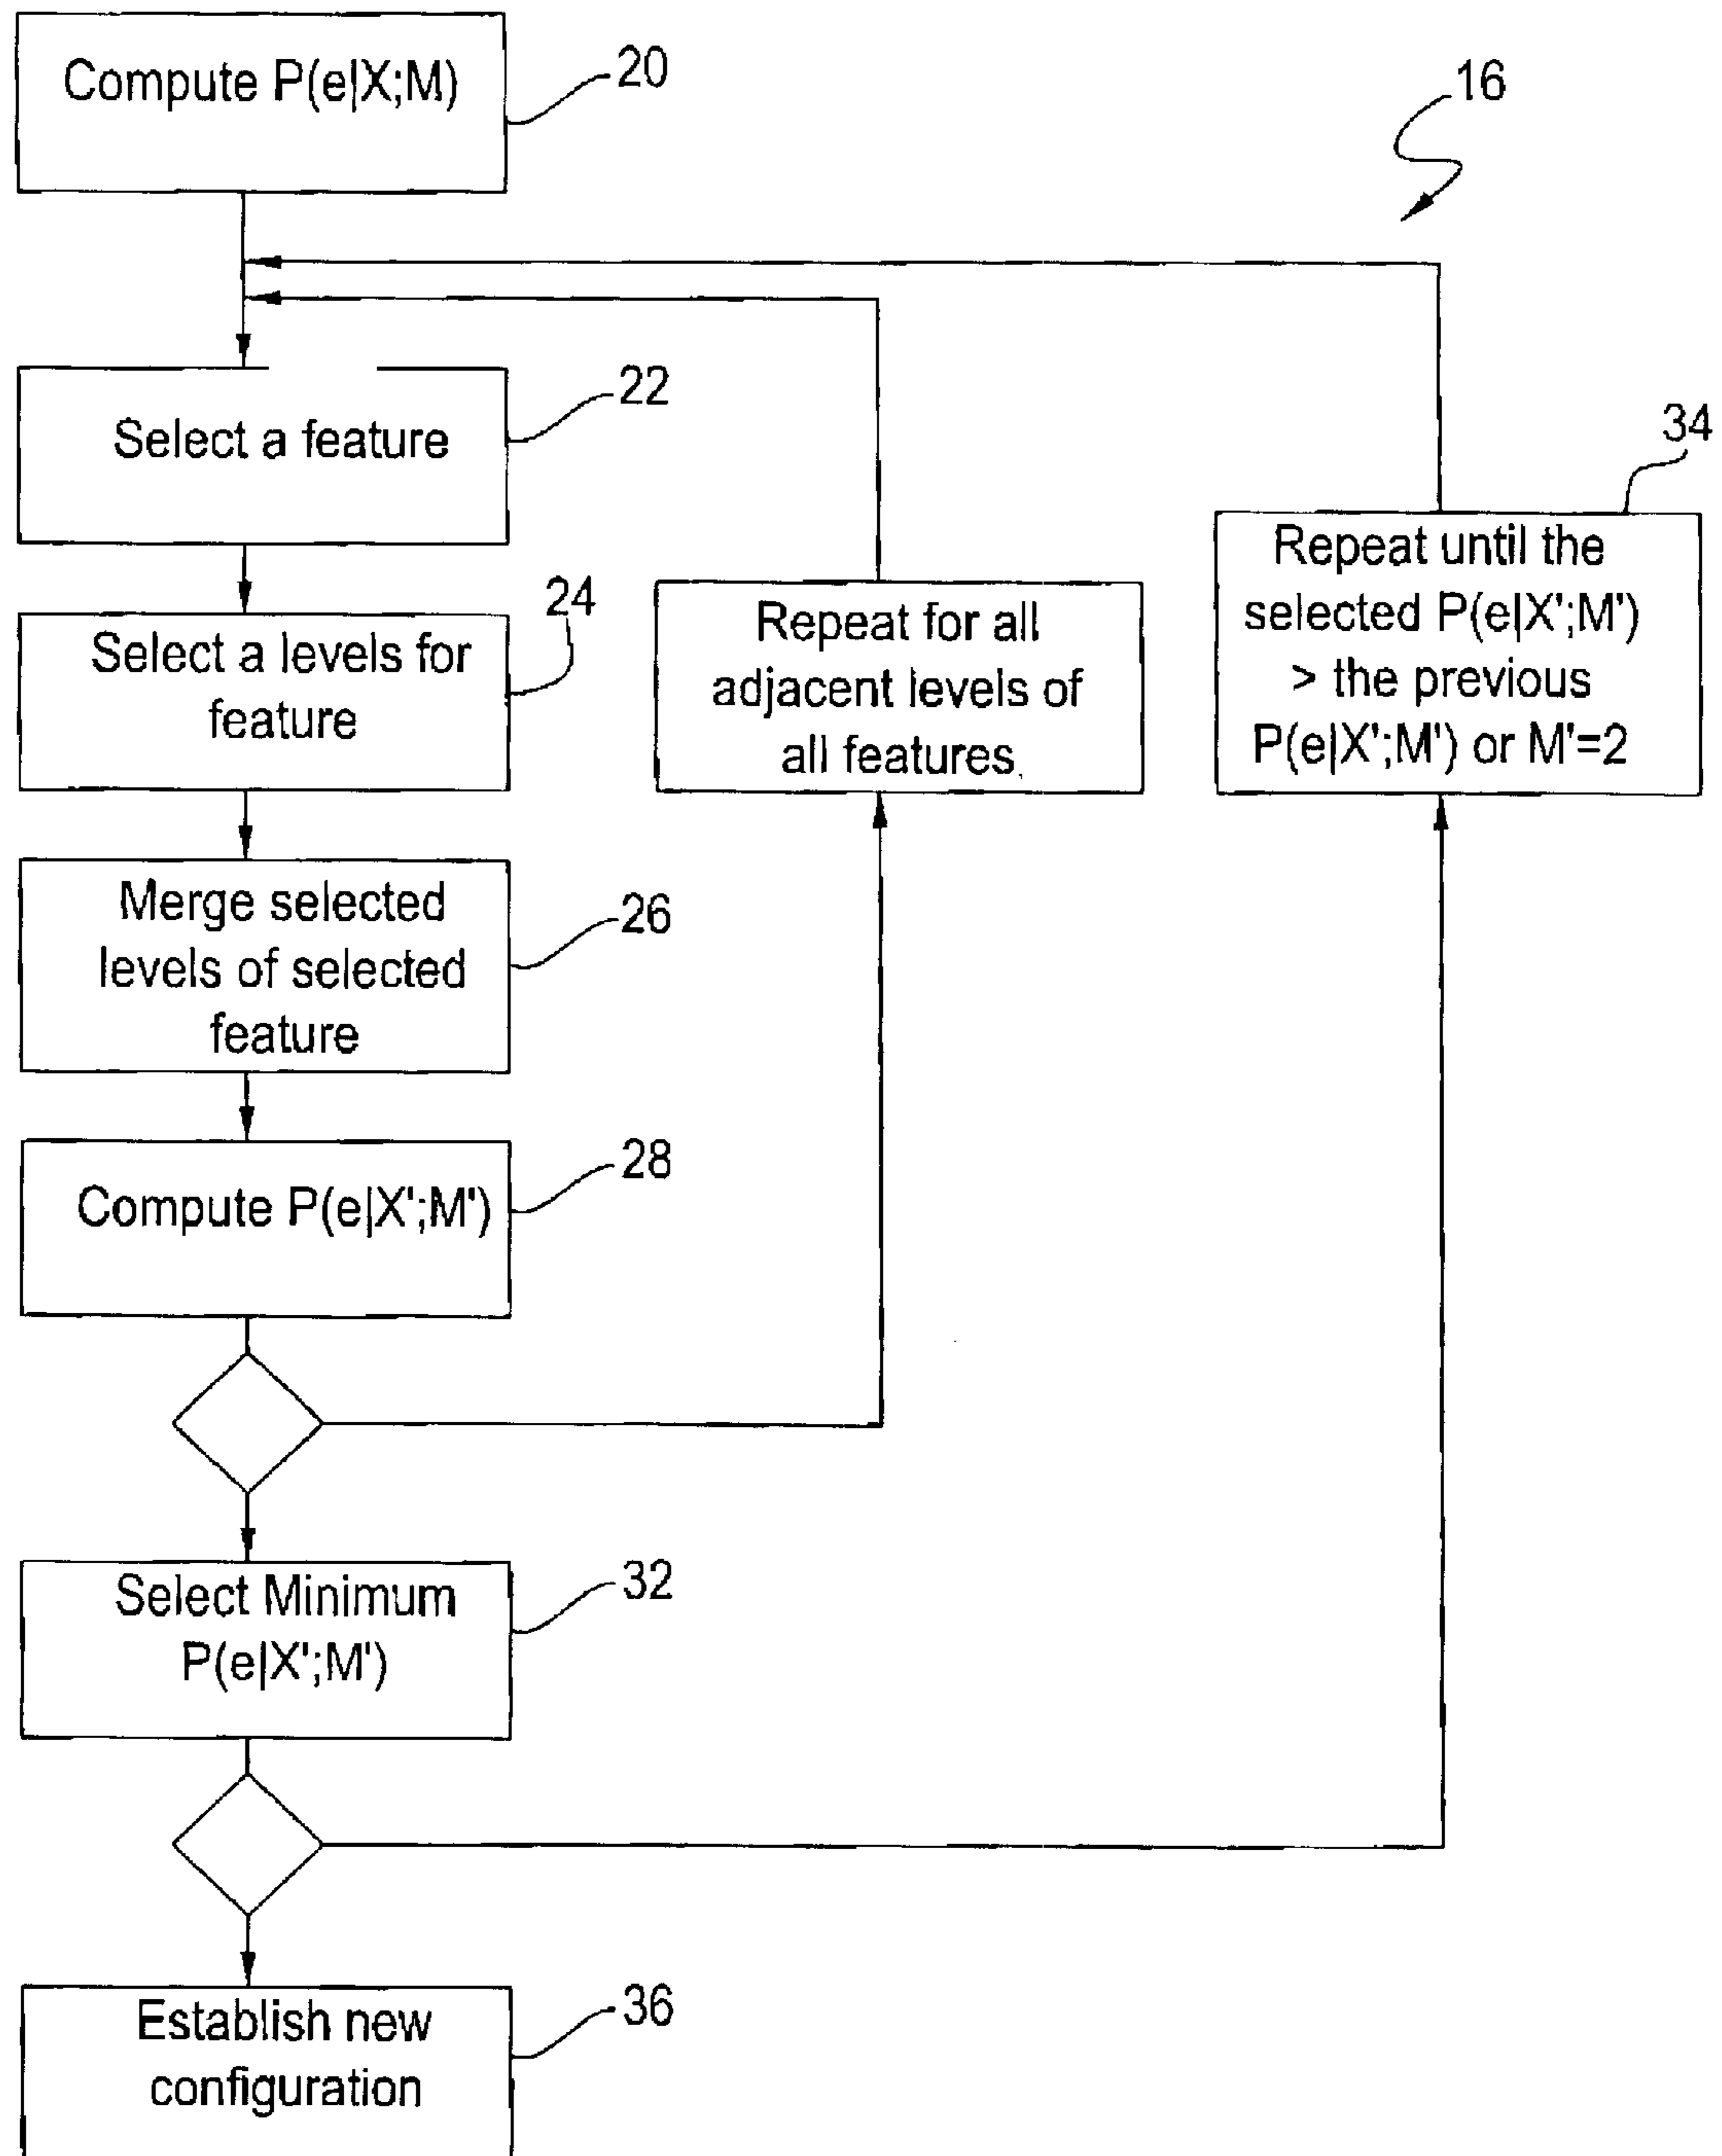 Compute P(e|X;M)
20
16
Select a feature
22
34
Repeat until the
selected P(e|X';M')
> the previous
P(e|X';M') or M'=2
24
Select a levels for
feature
Repeat for all
adjacent levels of
all features.
Merge selected
levels of selected
feature
26
Compute P(e|X';M')
28
Select Minimum
P(e|X';M')
32
Establish new
configuration
36